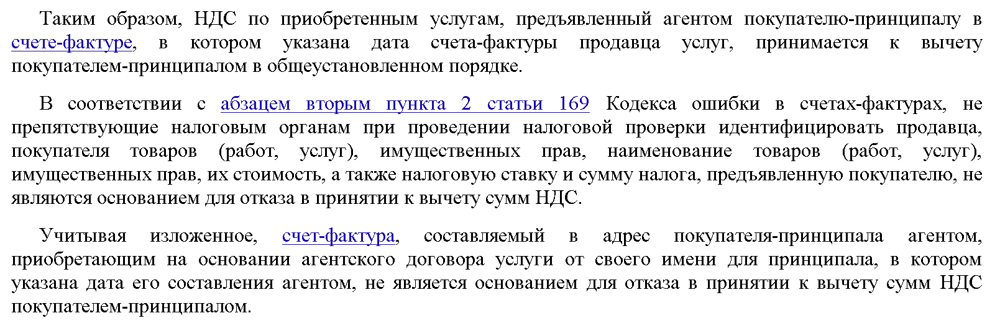 Таким образом, НДС по приобретенным услугам, предъявленный агентом покупателю-принципалу в
счете-фактуре, в котором указана дата счета-фактуры продавца услуг, принимается к вычету
покупателем-принципалом в общеустановленном порядке.
В соответствии с абзацем вторым пункта 2 статьи 169 Кодекса ошибки в счетах-фактурах, не
препятствующие налоговым органам при проведении налоговой проверки идентифицировать продавца,
покупателя товаров (работ, услуг), имущественных прав, наименование товаров (работ, услуг),
имущественных прав, их стоимость, а также налоговую ставку и сумму налога, предъявленную покупателю, не
являются основанием для отказа в принятии к вычету сумм НДС.
Учитывая изложенное, счет-фактура, составляемый в адрес покупателя-принципала агентом,
приобретающим на основании агентского договора услуги от своего имени для принципала, в котором
указана дата его составления агентом, не является основанием для отказа в принятии к вычету сумм НДС
покупателем-принципалом.